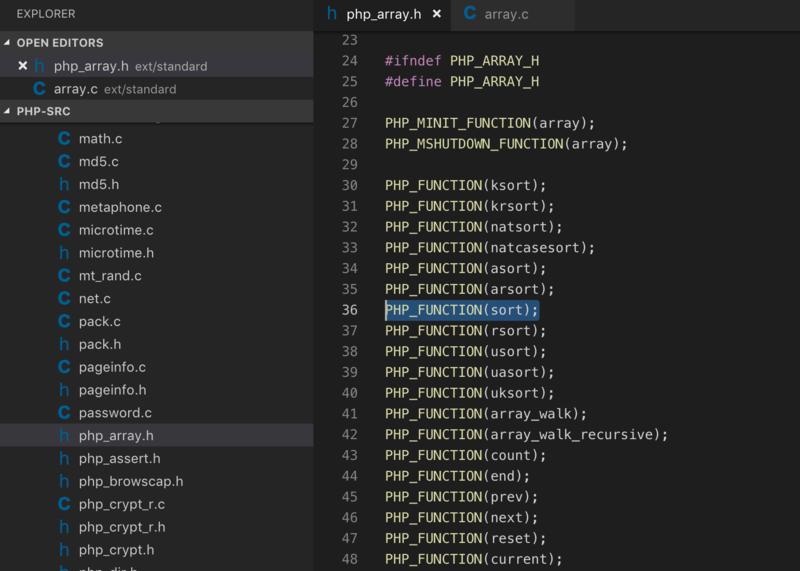 EXPLORER
OPEN EDITORS
php_array.h ext/standard
array.c ext/standard
PHP-SRC
math.c
md5.c
md5.h
metaphone.c
microtime.c
microtime.h
mt_rand.c
net.c
pack.c
pack.h
pageinfo.c
pageinfo.h
password.c
php_array.h
php_assert.h
php_browscap.h
php_crypt_r.c
php_crypt_r.h
php_crypt.h
php_dir.h
php_array.h
array.c
23
24 #ifndef PHP_ARRAY_H
25 #define PHP_ARRAY_H
26
27 PHP_MINIT_FUNCTION(array);
28 PHP_MSHUTDOWN_FUNCTION(array);
29
30 PHP_FUNCTION(ksort);
31 PHP_FUNCTION(krsort);
32 PHP_FUNCTION(natsort);
33 PHP_FUNCTION(natcasesort);
34 PHP_FUNCTION(asort);
35 PHP_FUNCTION(arsort);
36 PHP_FUNCTION(sort);
37 PHP_FUNCTION(rsort);
38 PHP_FUNCTION(usort);
39 PHP_FUNCTION(uasort);
40 PHP_FUNCTION(uksort);
41 PHP_FUNCTION(array_walk);
42 PHP_FUNCTION(array_walk_recursive);
43 PHP_FUNCTION(count);
44 PHP_FUNCTION(end);
45 PHP_FUNCTION(prev);
46 PHP_FUNCTION(next);
47 PHP_FUNCTION(reset);
48 PHP_FUNCTION(current);